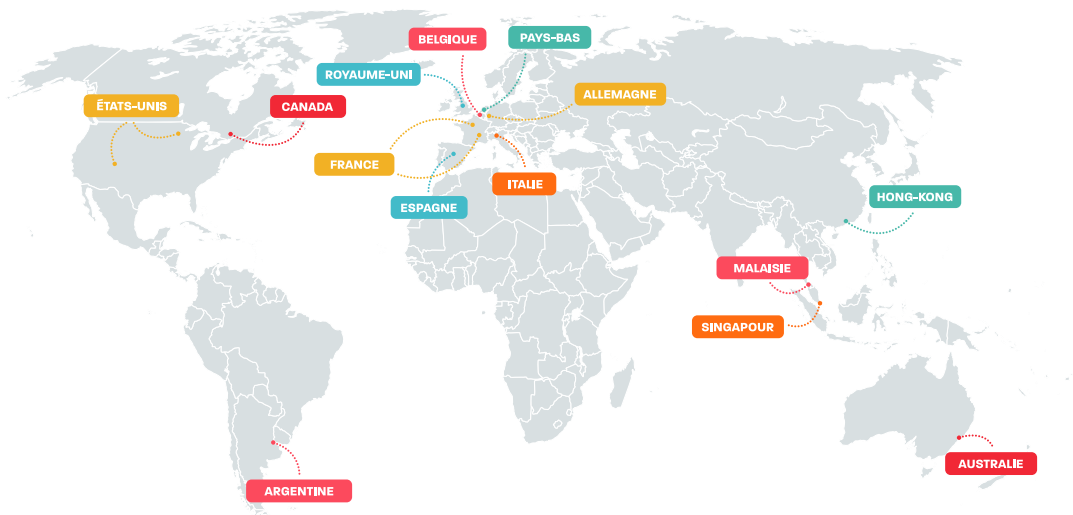 BELGIQUE
PAYS-BAS
ROYAUME-UNI
ALLEMAGNE
ÉTATS-UNIS
CANADA
FRANCE
ITALIE
ESPAGNE
HONG-KONG
MALAISIE
SINGAPOUR
AUSTRALIE
ARGENTINE